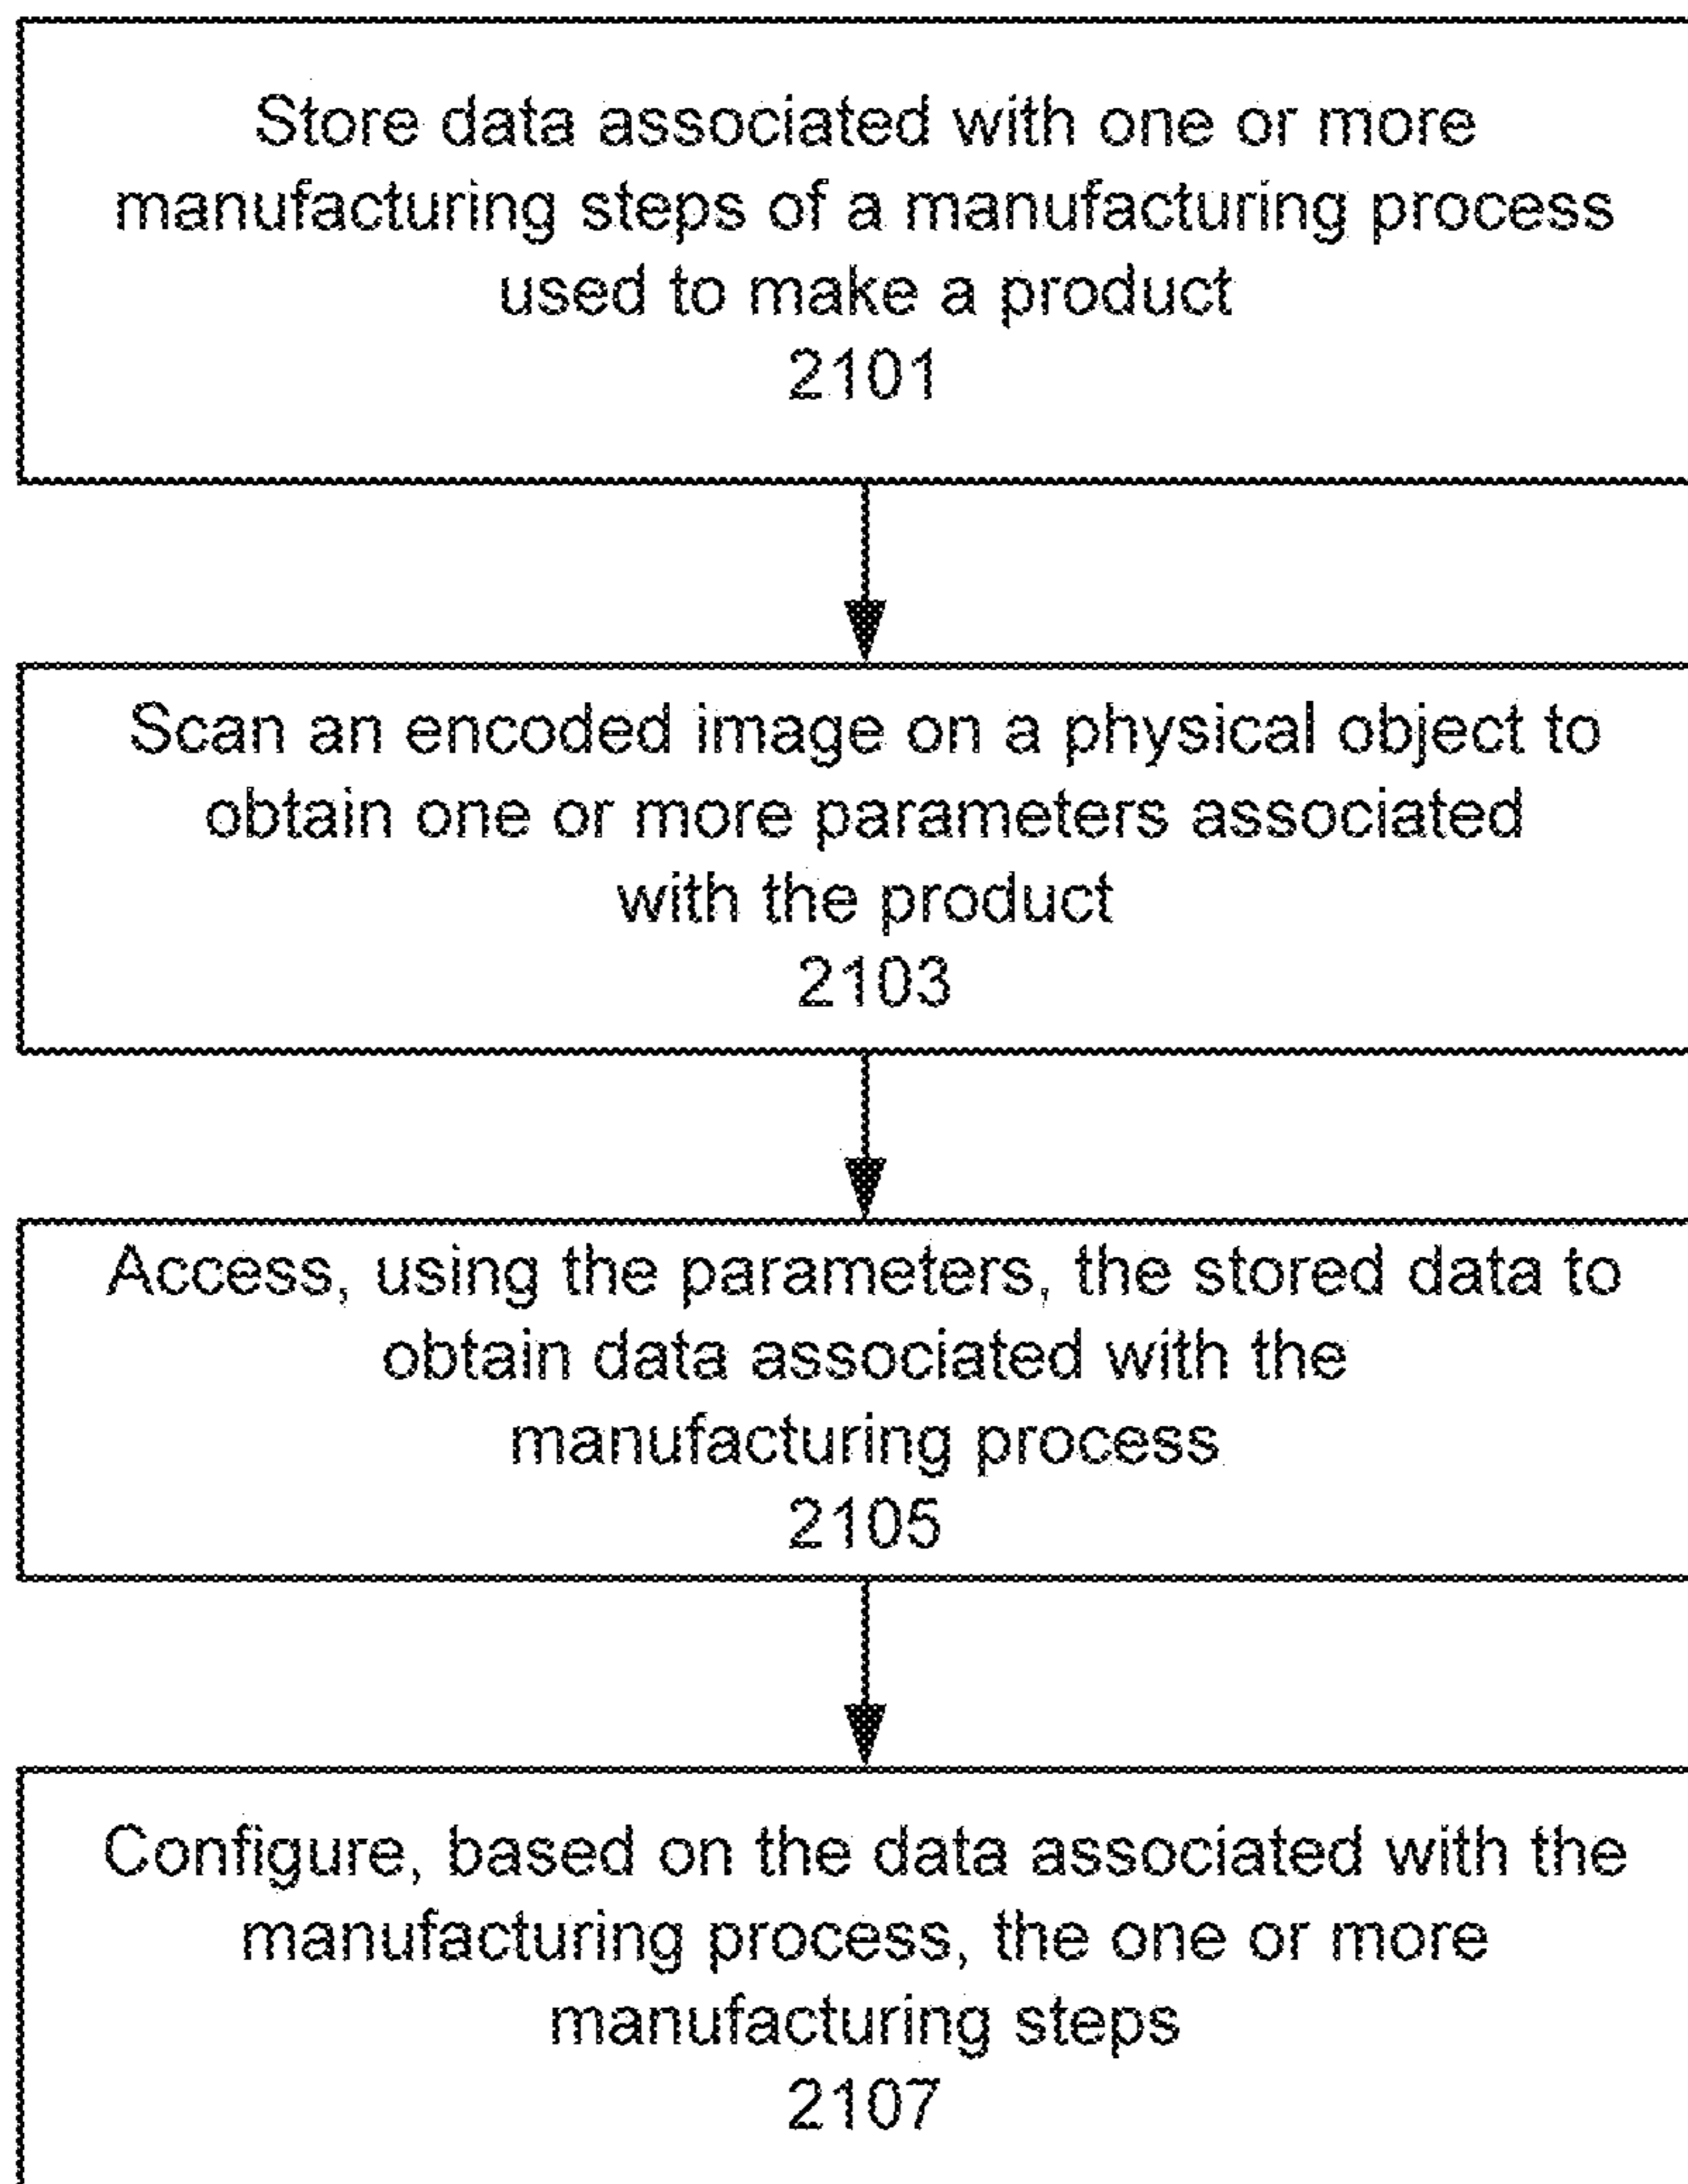 Store data associated with one or more
manufacturing steps of a manufacturing process
used to make a product
2101
Scan an encoded image on a physical object to
obtain one or more parameters associated
with the product
2103
Access, using the parameters, the stored data to
obtain data associated with the
manufacturing process
2105
Configure, based on the data associated with the
manufacturing process, the one or more
manufacturing steps
2107